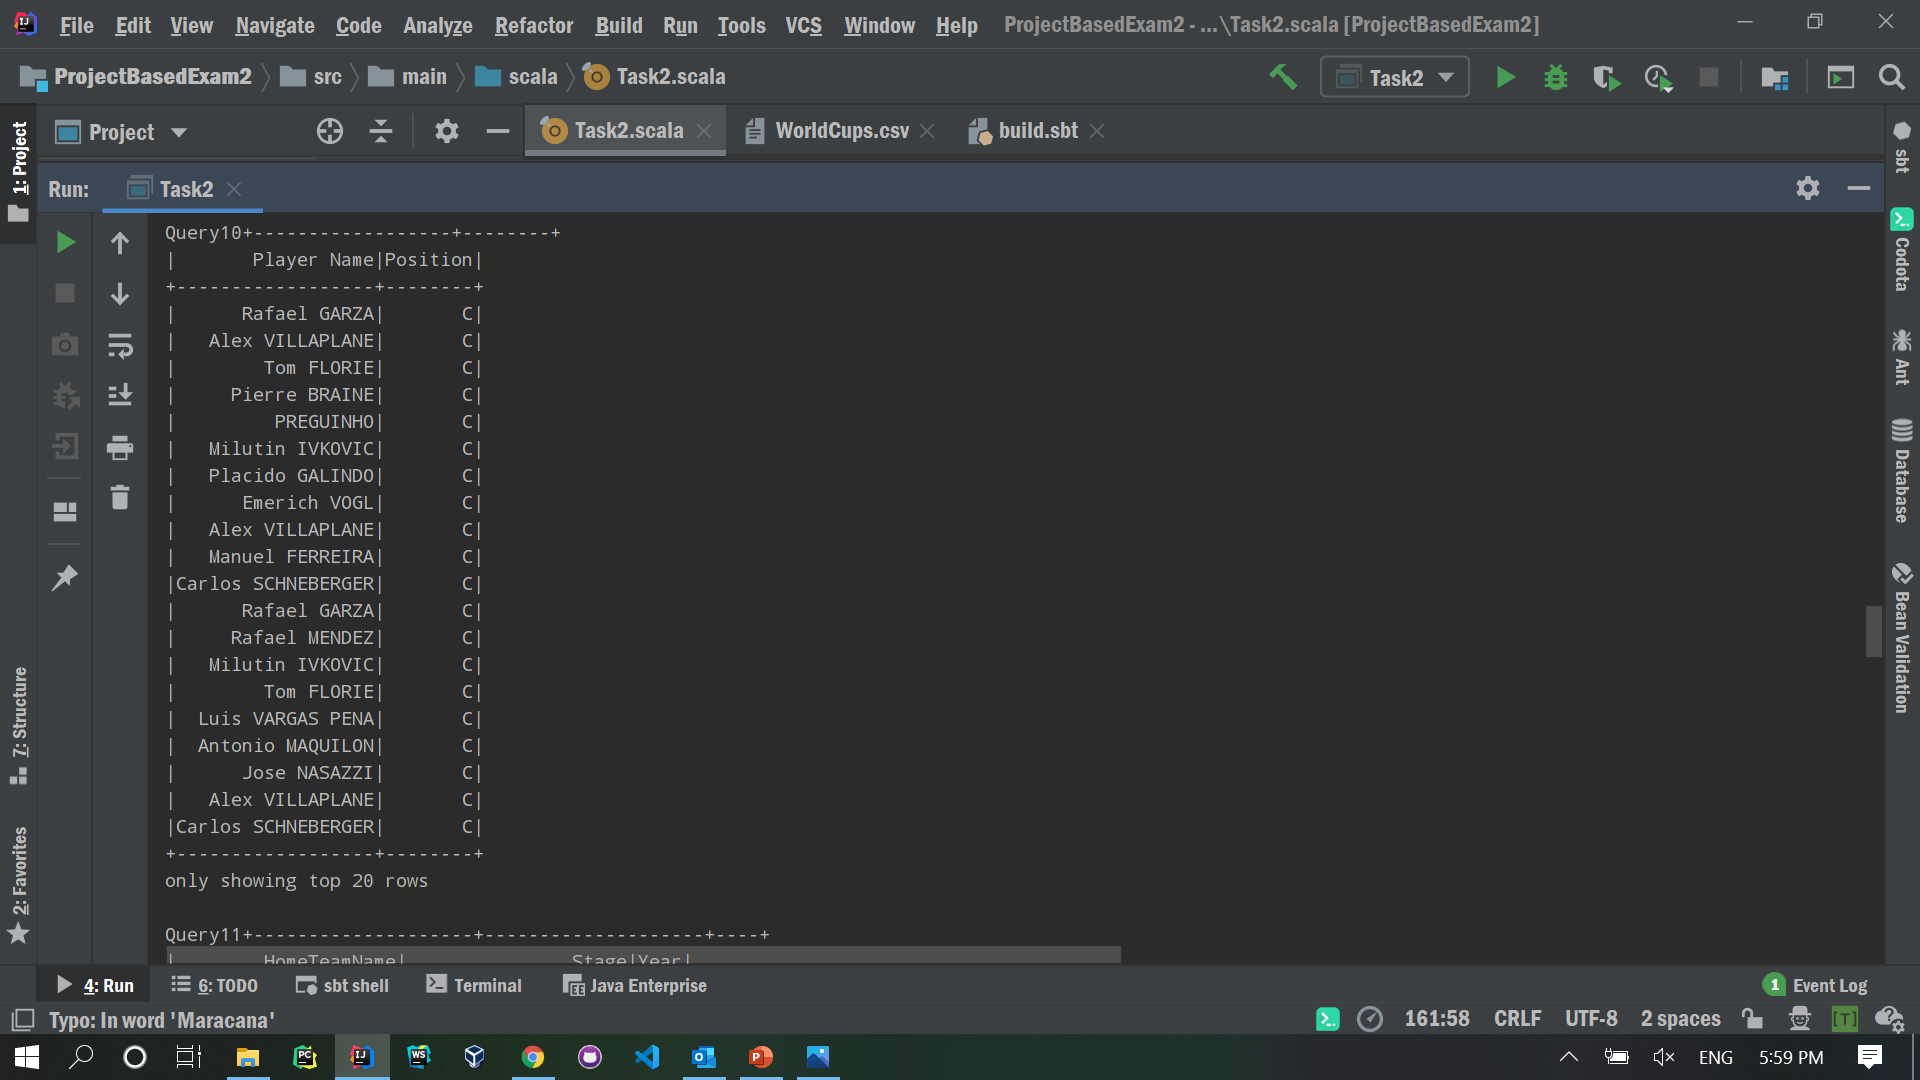 File Edit View Navigate Code Analyze Refactor Build Run Tools VCS Window Help ProjectBasedExam2 - ...\Task2.scala [ProjectBasedExam2]
ProjectBasedExam2 src main scala Task2.scala Task2
Project Task2.scala WorldCups.csv build.sbt
Run: Task2
Query10+------------------+--------+
|       Player Name|Position|
+------------------+--------+
|      Rafael GARZA|       C|
|   Alex VILLAPLANE|       C|
|        Tom FLORIE|       C|
|     Pierre BRAINE|       C|
|         PREGUINHO|       C|
|   Milutin IVKOVIC|       C|
|   Placido GALINDO|       C|
|      Emerich VOGL|       C|
|   Alex VILLAPLANE|       C|
|   Manuel FERREIRA|       C|
|Carlos SCHNEBERGER|       C|
|      Rafael GARZA|       C|
|     Rafael MENDEZ|       C|
|   Milutin IVKOVIC|       C|
|        Tom FLORIE|       C|
|  Luis VARGAS PENA|       C|
|  Antonio MAQUILON|       C|
|      Jose NASAZZI|       C|
|   Alex VILLAPLANE|       C|
|Carlos SCHNEBERGER|       C|
+------------------+--------+
only showing top 20 rows
Query11+--------------------+--------------------+----+
|        HomeTeamName|               Stage|Year|
1: Project
7: Structure
2: Favorites
sbt
Codota
Ant
Database
Bean Validation
4: Run 6: TODO sbt shell Terminal Java Enterprise 1 Event Log
Typo: In word 'Maracana' 161:58 CRLF UTF-8 2 spaces [T]
PC IJ WS ENG 5:59 PM